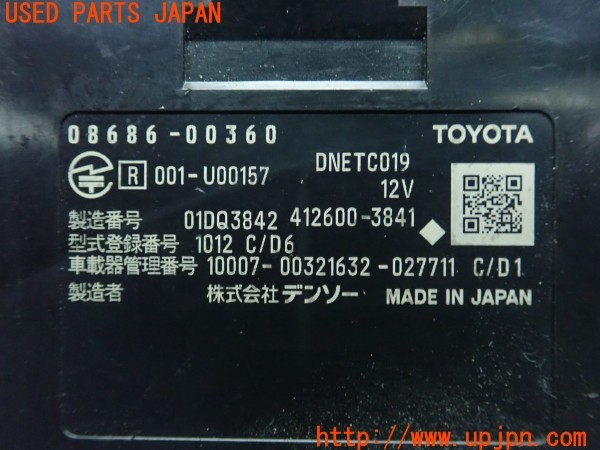 USED PARTS JAPAN
08686-00360 TOYOTA
R 001-U00157 DNETC019
12V
製造番号 01DQ3842 412600-3841
型式登録番号 1012 C/D6
車載器管理番号 10007-00321632-027711 C/D1
製造者 株式会社デンソー MADE IN JAPAN
http://www.upjpn.com